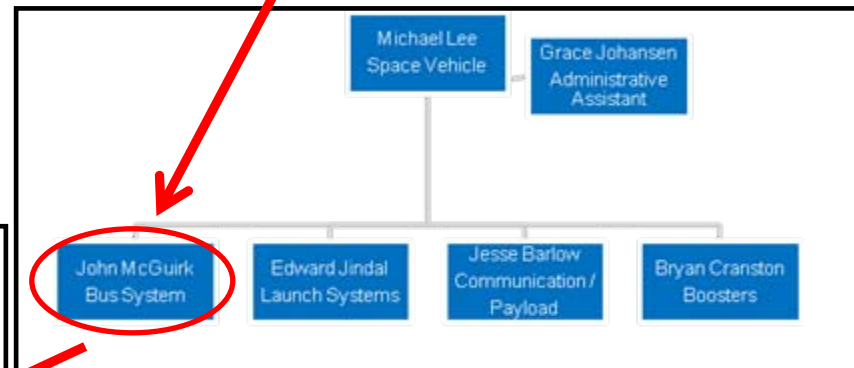 Michael Lee
Space Vehicle
Grace Johansen
Administrative
Assistant
John McGuirk
Bus System
Edward Jindal
Launch Systems
Jesse Barlow
Communication /
Payload
Bryan Cranston
Boosters